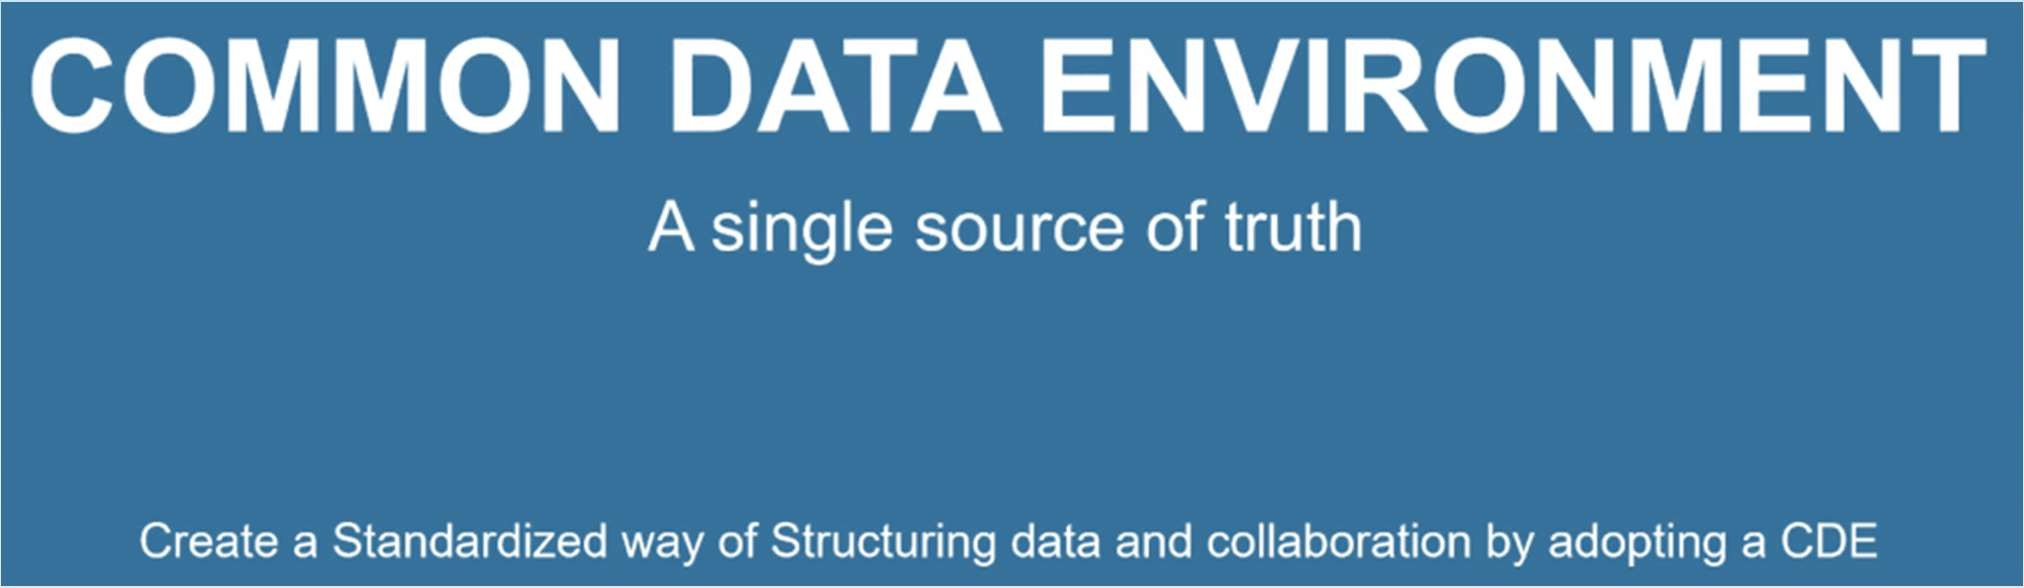 COMMON DATA ENVIRONMENT
A single source of truth
Create a Standardized way of Structuring data and collaboration by adopting a CDE